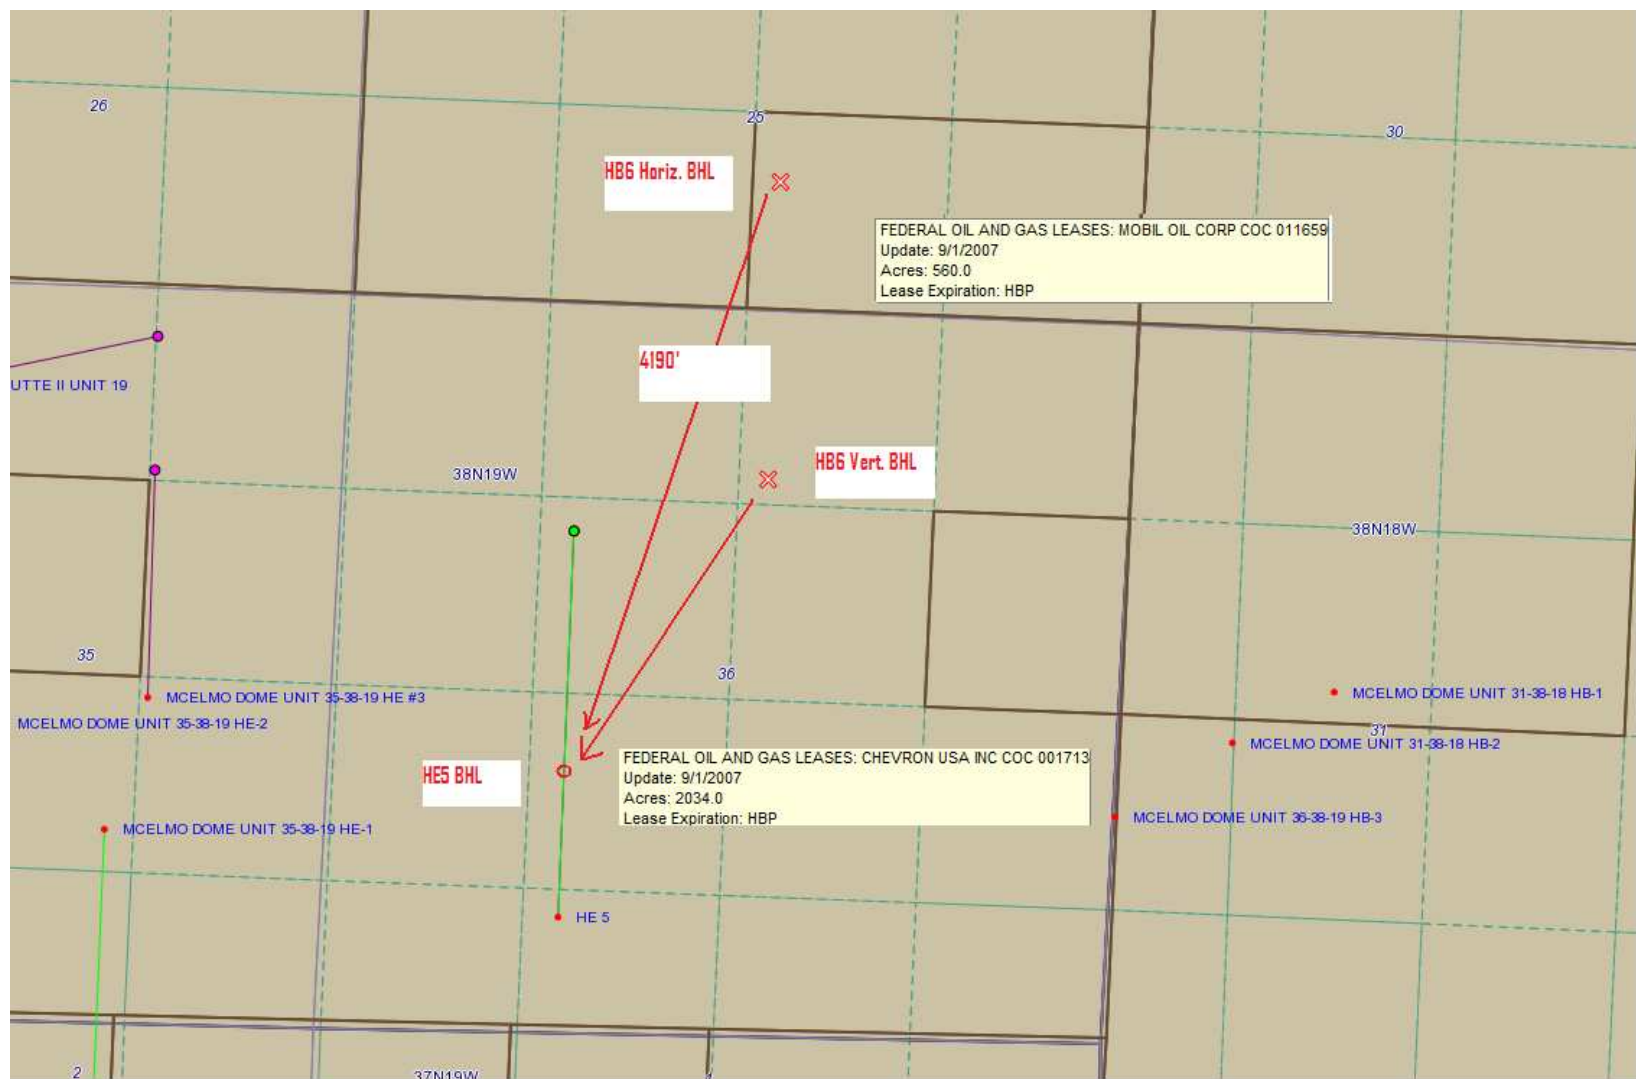 26
25
30
HB6 Horiz. BHL
FEDERAL OIL AND GAS LEASES: MOBIL OIL CORP COC 011659
Update: 9/1/2007
Acres: 560.0
Lease Expiration: HBP
4190'
UTTE II UNIT 19
HB6 Vert. BHL
38N19W
38N18W
35
36
MCELMO DOME UNIT 35-38-19 HE #3
MCELMO DOME UNIT 31-38-18 HB-1
MCELMO DOME UNIT 35-38-19 HE-2
31
MCELMO DOME UNIT 31-38-18 HB-2
HE5 BHL
FEDERAL OIL AND GAS LEASES: CHEVRON USA INC COC 001713
Update: 9/1/2007
Acres: 2034.0
Lease Expiration: HBP
MCELMO DOME UNIT 36-38-19 HB-3
MCELMO DOME UNIT 35-38-19 HE-1
HE 5
2
37N19W